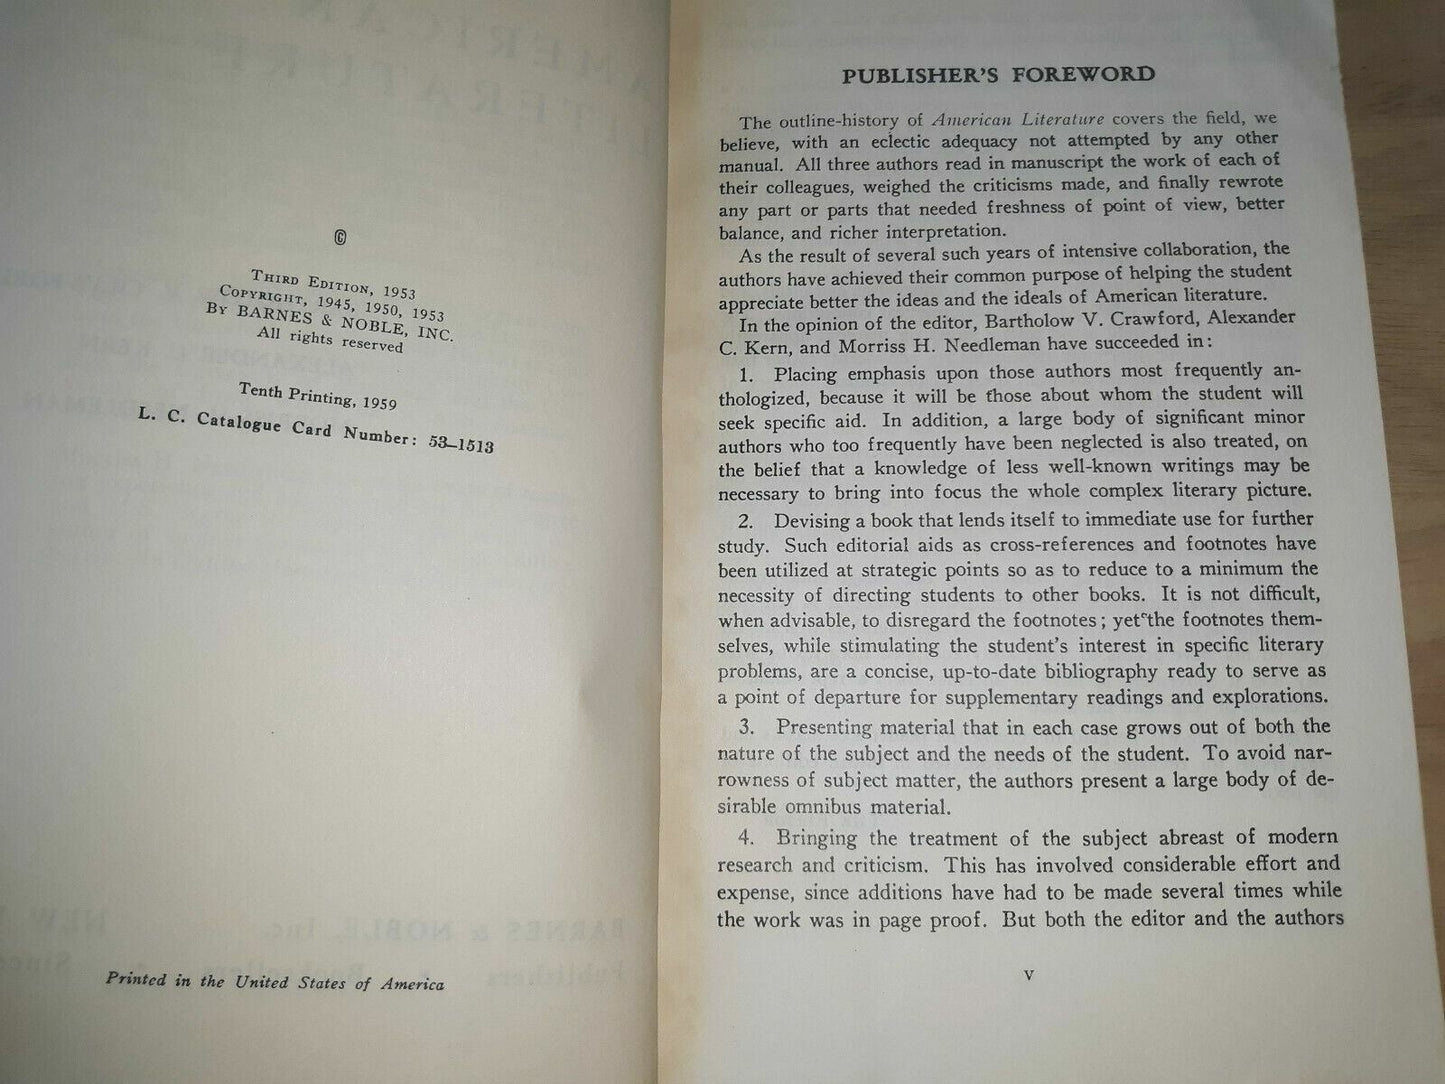 ©
Third Edition, 1953
Copyright, 1945, 1950, 1953
By BARNES & NOBLE, INC.
All rights reserved
Tenth Printing, 1959
L. C. Catalogue Card Number: 53-1513
Printed in the United States of America
PUBLISHER'S FOREWORD
The outline-history of American Literature covers the field, we
believe, with an eclectic adequacy not attempted by any other
manual. All three authors read in manuscript the work of each of
their colleagues, weighed the criticisms made, and finally rewrote
any part or parts that needed freshness of point of view, better
balance, and richer interpretation.
As the result of several such years of intensive collaboration, the
authors have achieved their common purpose of helping the student
appreciate better the ideas and the ideals of American literature.
In the opinion of the editor, Bartholow V. Crawford, Alexander
C. Kern, and Morriss H. Needleman have succeeded in:
1. Placing emphasis upon those authors most frequently an-
thologized, because it will be those about whom the student will
seek specific aid. In addition, a large body of significant minor
authors who too frequently have been neglected is also treated, on
the belief that a knowledge of less well-known writings may be
necessary to bring into focus the whole complex literary picture.
2. Devising a book that lends itself to immediate use for further
study. Such editorial aids as cross-references and footnotes have
been utilized at strategic points so as to reduce to a minimum the
necessity of directing students to other books. It is not difficult,
when advisable, to disregard the footnotes; yet the footnotes them-
selves, while stimulating the student's interest in specific literary
problems, are a concise, up-to-date bibliography ready to serve as
a point of departure for supplementary readings and explorations.
3. Presenting material that in each case grows out of both the
nature of the subject and the needs of the student. To avoid nar-
rowness of subject matter, the authors present a large body of de-
sirable omnibus material.
4. Bringing the treatment of the subject abreast of modern
research and criticism. This has involved considerable effort and
expense, since additions have had to be made several times while
the work was in page proof. But both the editor and the authors
v